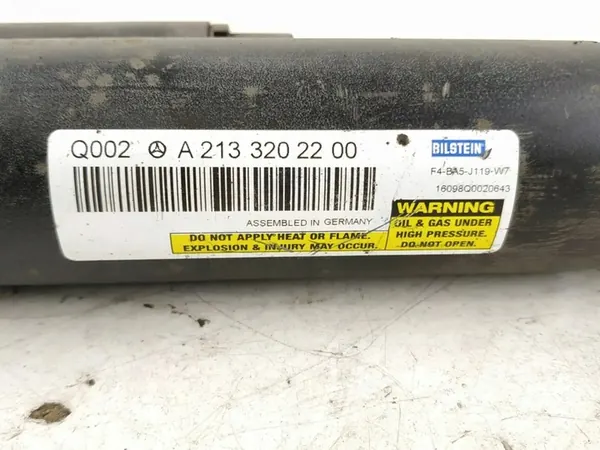 Q002 A 213 320 22 00
BILSTEIN
F4-BA5-J119-W7
16098Q0020643
ASSEMBLED IN GERMANY
DO NOT APPLY HEAT OR FLAME.
EXPLOSION & INJURY MAY OCCUR.
WARNING
OIL & GAS UNDER
HIGH PRESSURE.
DO NOT OPEN.